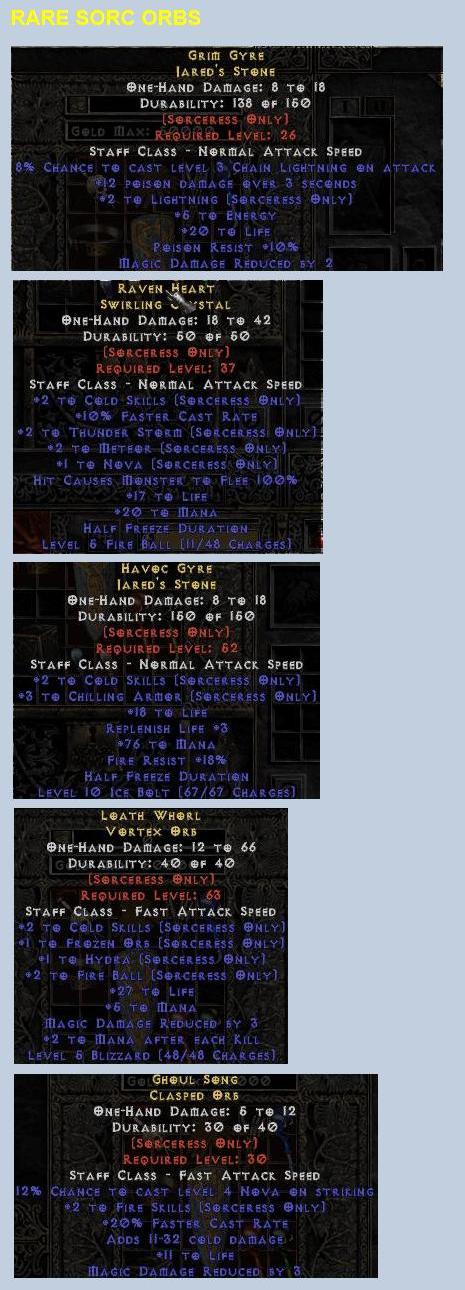 RARE SORC ORBS
Grim Gyre
Jared's Stone
One-Hand Damage: 8 to 18
Durability: 138 of 150
(Sorceress Only)
Required Level: 26
Staff Class - Normal Attack Speed
8% Chance to cast level 3 Chain Lightning on attack
+12 poison damage over 3 seconds
+2 to Lightning (Sorceress Only)
+5 to Energy
+20 to Life
Poison Resist +10%
Magic Damage Reduced by 2
Gold Max:
Raven Heart
Swirling
One-Hand Damage: 18 to 42
Durability: 50 of 50
(Sorceress Only)
Required Level: 37
Staff Class - Normal Attack Speed
+2 to Cold Skills (Sorceress Only)
+10% Faster Cast Rate
+2 to Thunder Storm (Sorceress Only)
+2 to Meteor (Sorceress Only)
+1 to Nova (Sorceress Only)
Hit Causes Monster to Flee 100%
+17 to Life
+20 to Mana
Half Freeze Duration
Level 5 Fire Ball (11/48 Charges)
Havoc Gyre
Jared's Stone
One-Hand Damage: 8 to 18
Durability: 150 of 150
(Sorceress Only)
Required Level: 52
Staff Class - Normal Attack Speed
+2 to Cold Skills (Sorceress Only)
+3 to Chilling Armor (Sorceress Only)
+18 to Life
Replenish Life +3
+76 to Mana
Fire Resist +18%
Half Freeze Duration
Level 10 Ice Bolt (67/67 Charges)
Loath Whorl
Vortex Orb
One-Hand Damage: 12 to 66
Durability: 40 of 40
(Sorceress Only)
Required Level: 63
Staff Class - Fast Attack Speed
+2 to Cold Skills (Sorceress Only)
+1 to Frozen Orb (Sorceress Only)
+1 to Hydra (Sorceress Only)
+2 to Fire Ball (Sorceress Only)
+27 to Life
+5 to Mana
Magic Damage Reduced by 3
+2 to Mana after each Kill
Level 5 Blizzard (48/48 Charges)
Ghoul Song
Clasped Orb
One-Hand Damage: 5 to 12
Durability: 30 of 40
(Sorceress Only)
Required Level: 30
Staff Class - Fast Attack Speed
12% Chance to cast level 4 Nova on striking
+2 to Fire Skills (Sorceress Only)
+20% Faster Cast Rate
Adds 11-32 cold damage
+11 to Life
Magic Damage Reduced by 3